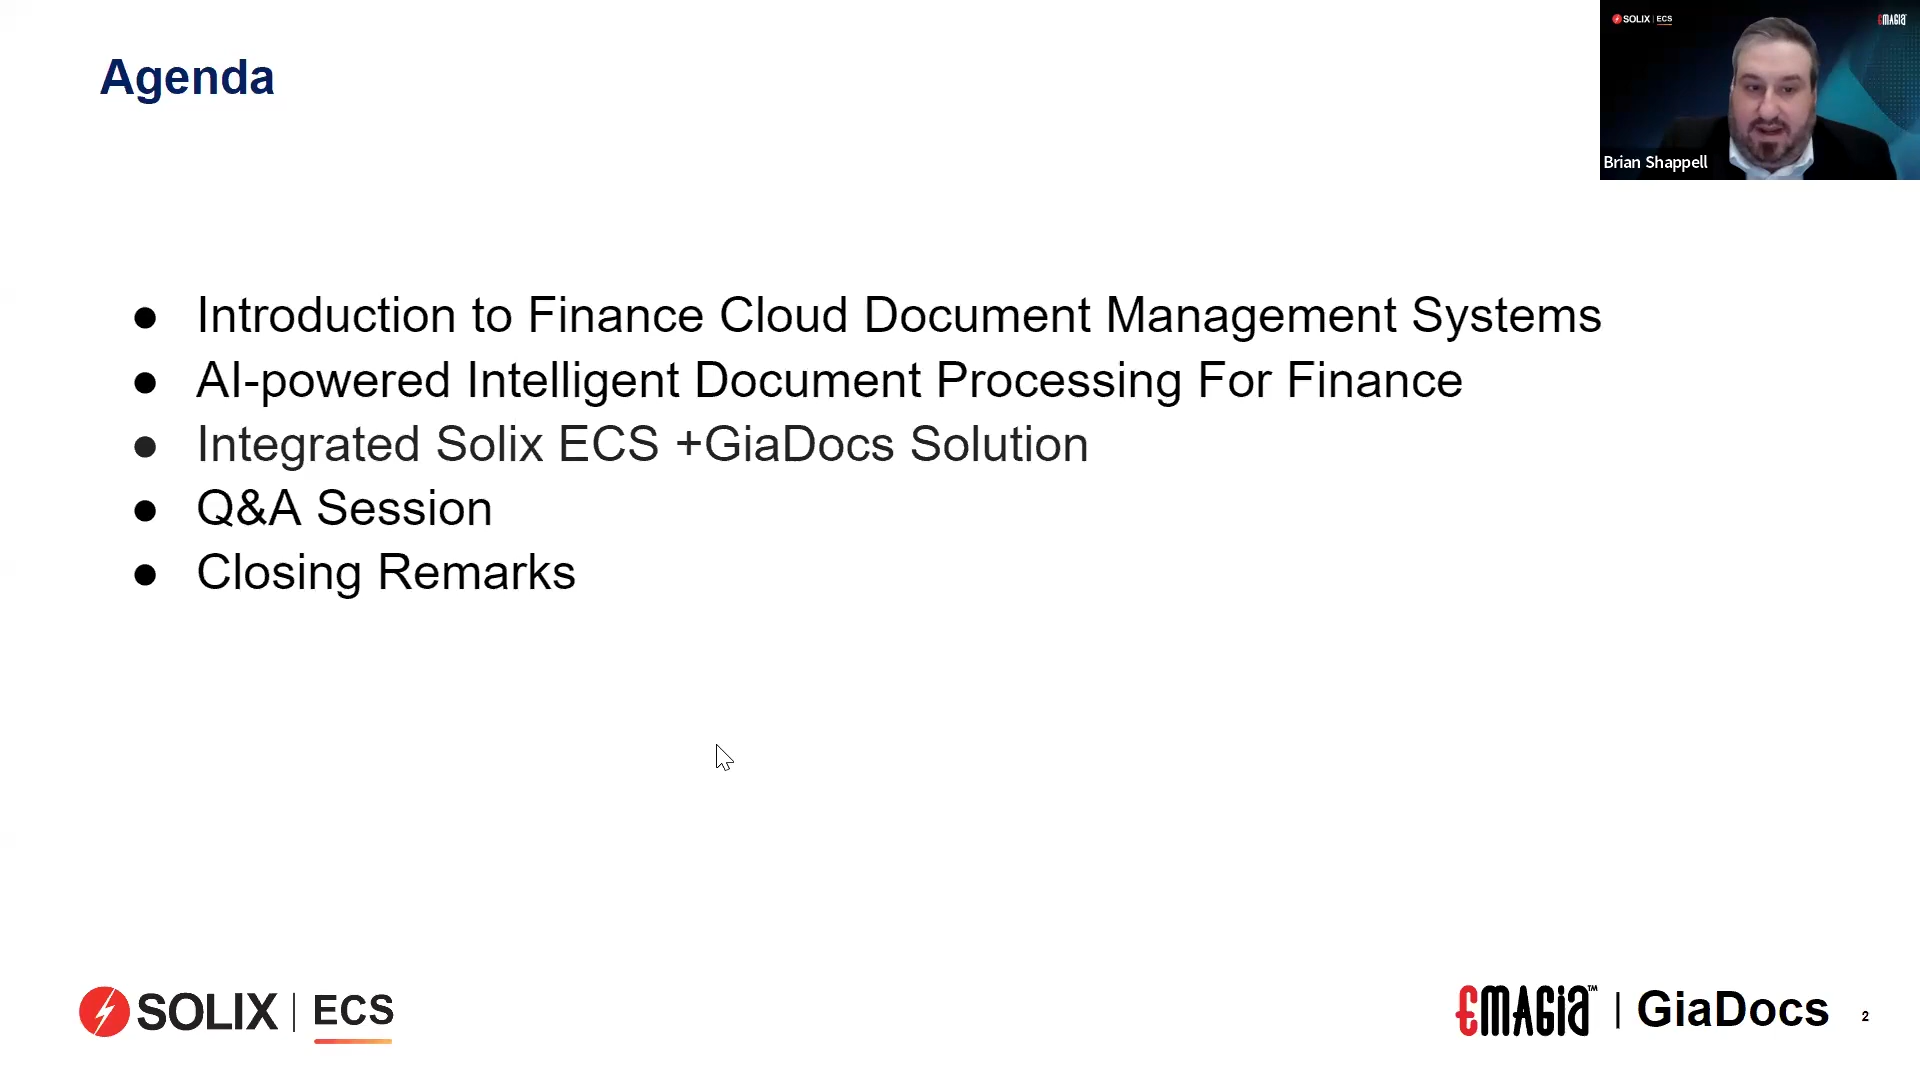 Agenda
SOLIX | ECS
EMAGIA
Brian Shappell
● Introduction to Finance Cloud Document Management Systems
● AI-powered Intelligent Document Processing For Finance
● Integrated Solix ECS +GiaDocs Solution
● Q&A Session
● Closing Remarks
SOLIX | ECS
EMAGIA™ | GiaDocs
2